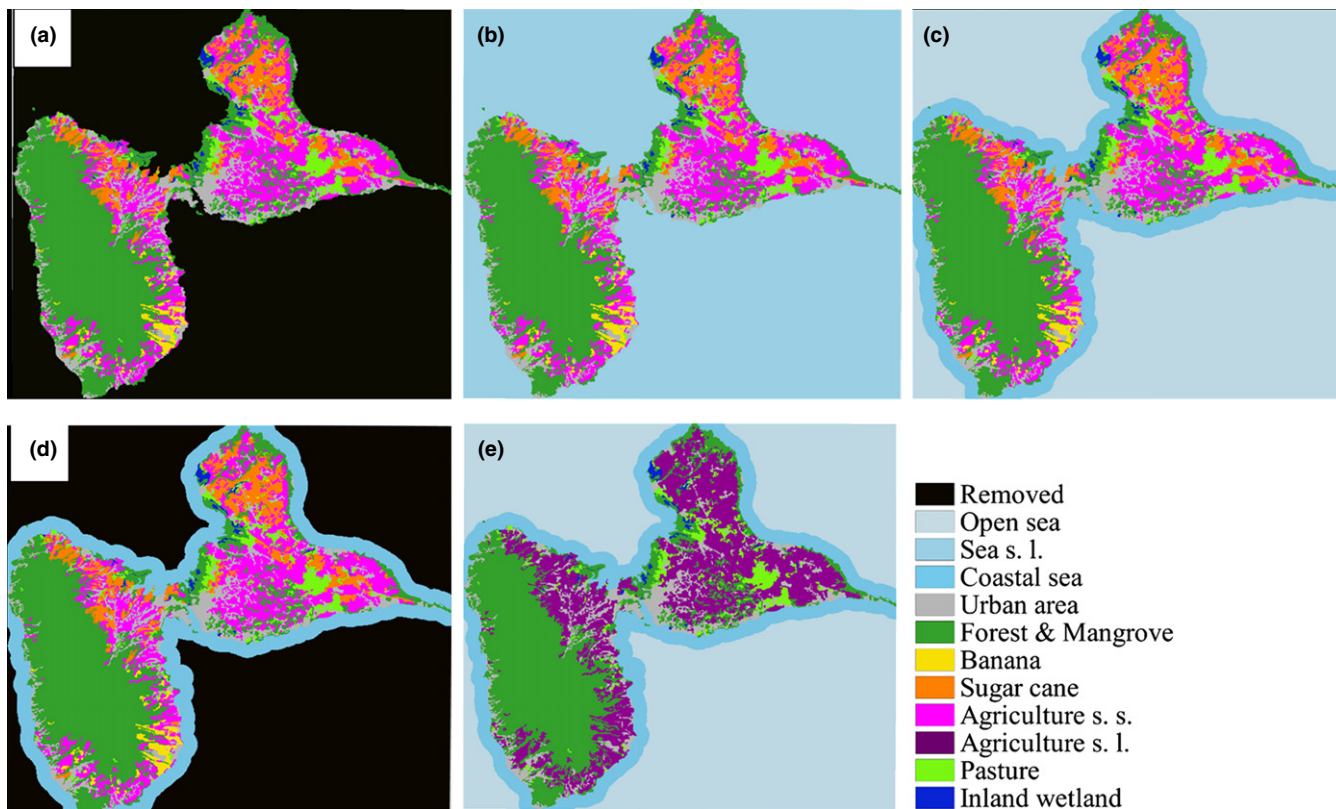 (a)
(b)
(c)
(d)
(e)
Removed
Open sea
Sea s. l.
Coastal sea
Urban area
Forest & Mangrove
Banana
Sugar cane
Agriculture s. s.
Agriculture s. l.
Pasture
Inland wetland